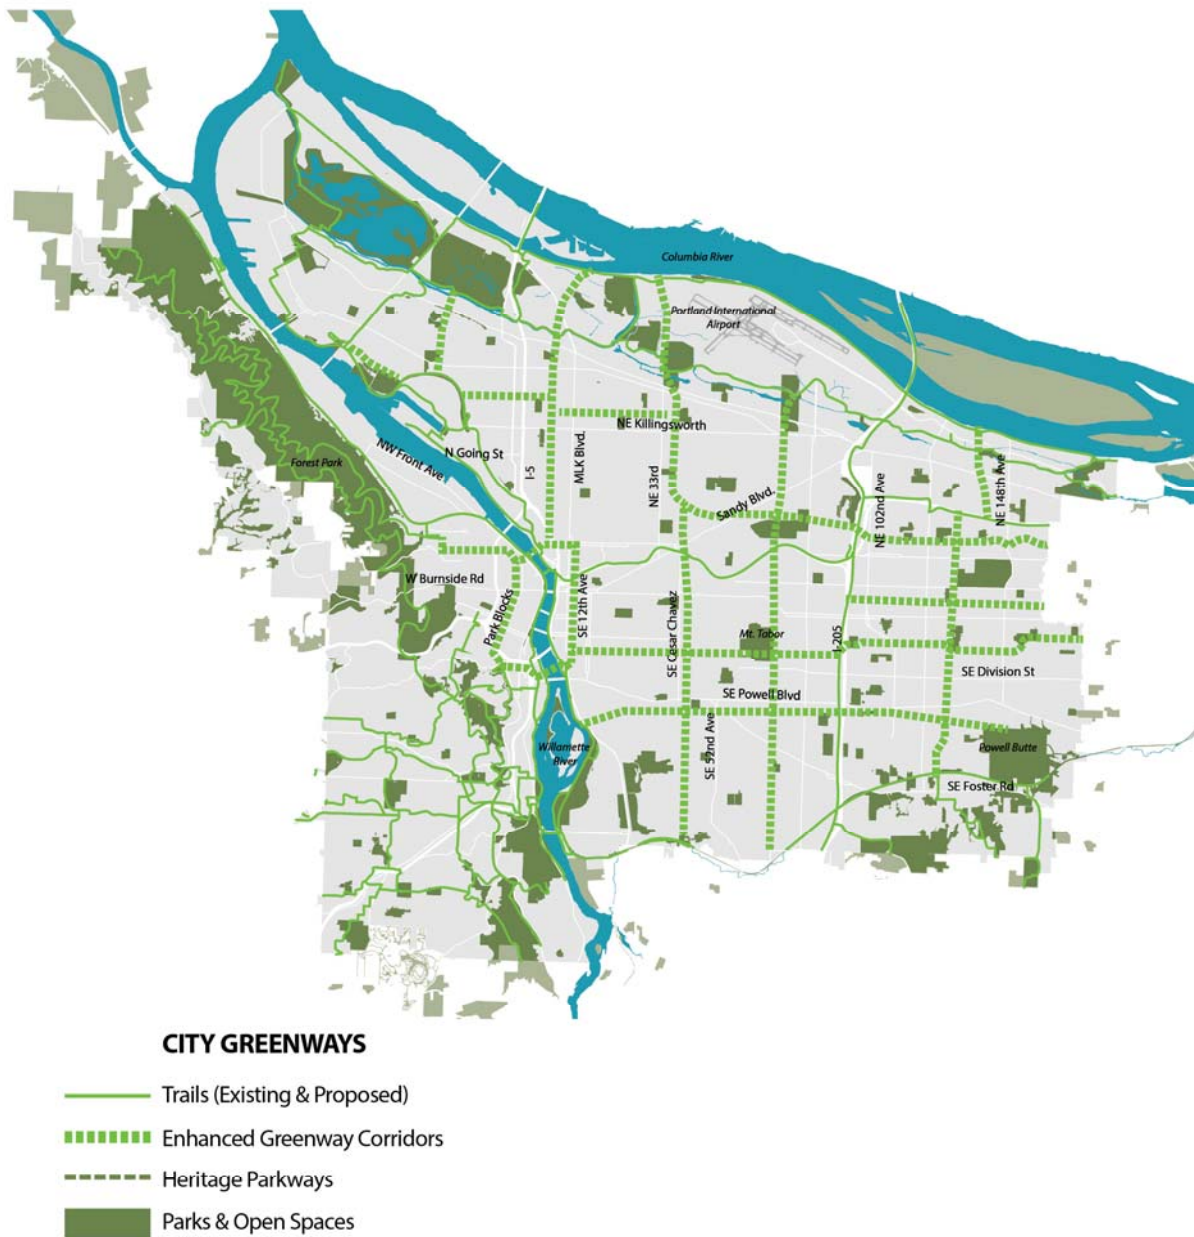 Columbia River
Portland International
Airport
NE Killingsworth
N Going St
NW Front Ave
I-5
MLK Blvd.
NE 33rd
Sandy Blvd.
NE 102nd Ave
NE 148th Ave
Forest Park
W Burnside Rd
Park Blocks
SE 12th Ave
SE Cesar Chavez
Mt. Tabor
I-205
SE Division St
SE Powell Blvd
SE 52nd Ave
Willamette
River
Powell Butte
SE Foster Rd
CITY GREENWAYS
Trails (Existing & Proposed)
Enhanced Greenway Corridors
Heritage Parkways
Parks & Open Spaces